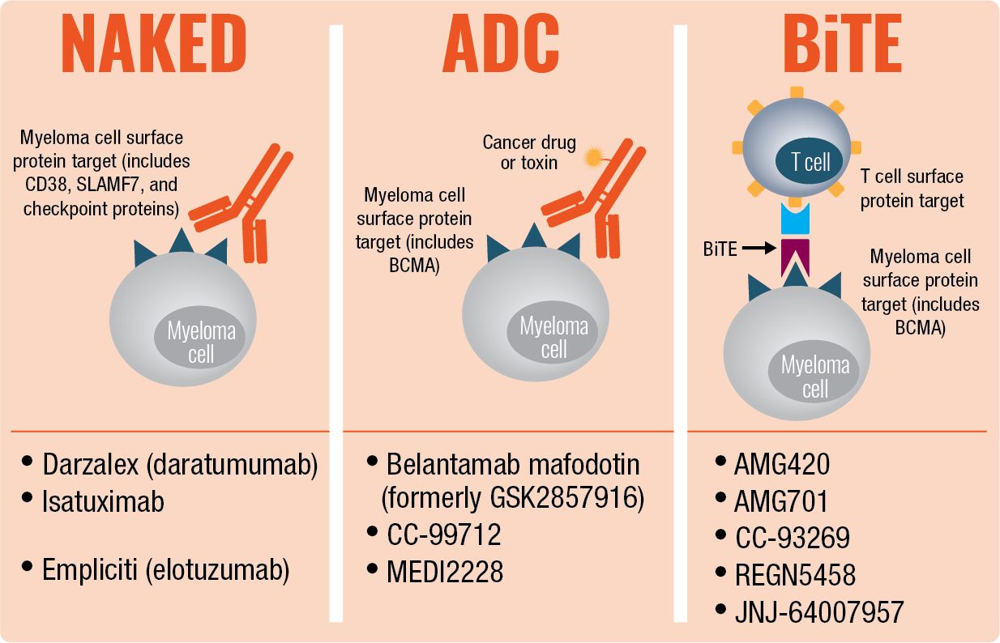 NAKED
Myeloma cell surface
protein target (includes
CD38, SLAMF7, and
checkpoint proteins)
Myeloma
cell
• Darzalex (daratumumab)
• Isatuximab
• Empliciti (elotuzumab)
ADC
Cancer drug
or toxin
Myeloma cell
surface protein
target (includes
BCMA)
Myeloma
cell
• Belantamab mafodotin
(formerly GSK2857916)
• CC-99712
• MEDI2228
BiTE
T cell
T cell surface
protein target
BiTE
Myeloma cell
surface protein
target (includes
BCMA)
Myeloma
cell
• AMG420
• AMG701
• CC-93269
• REGN5458
• JNJ-64007957